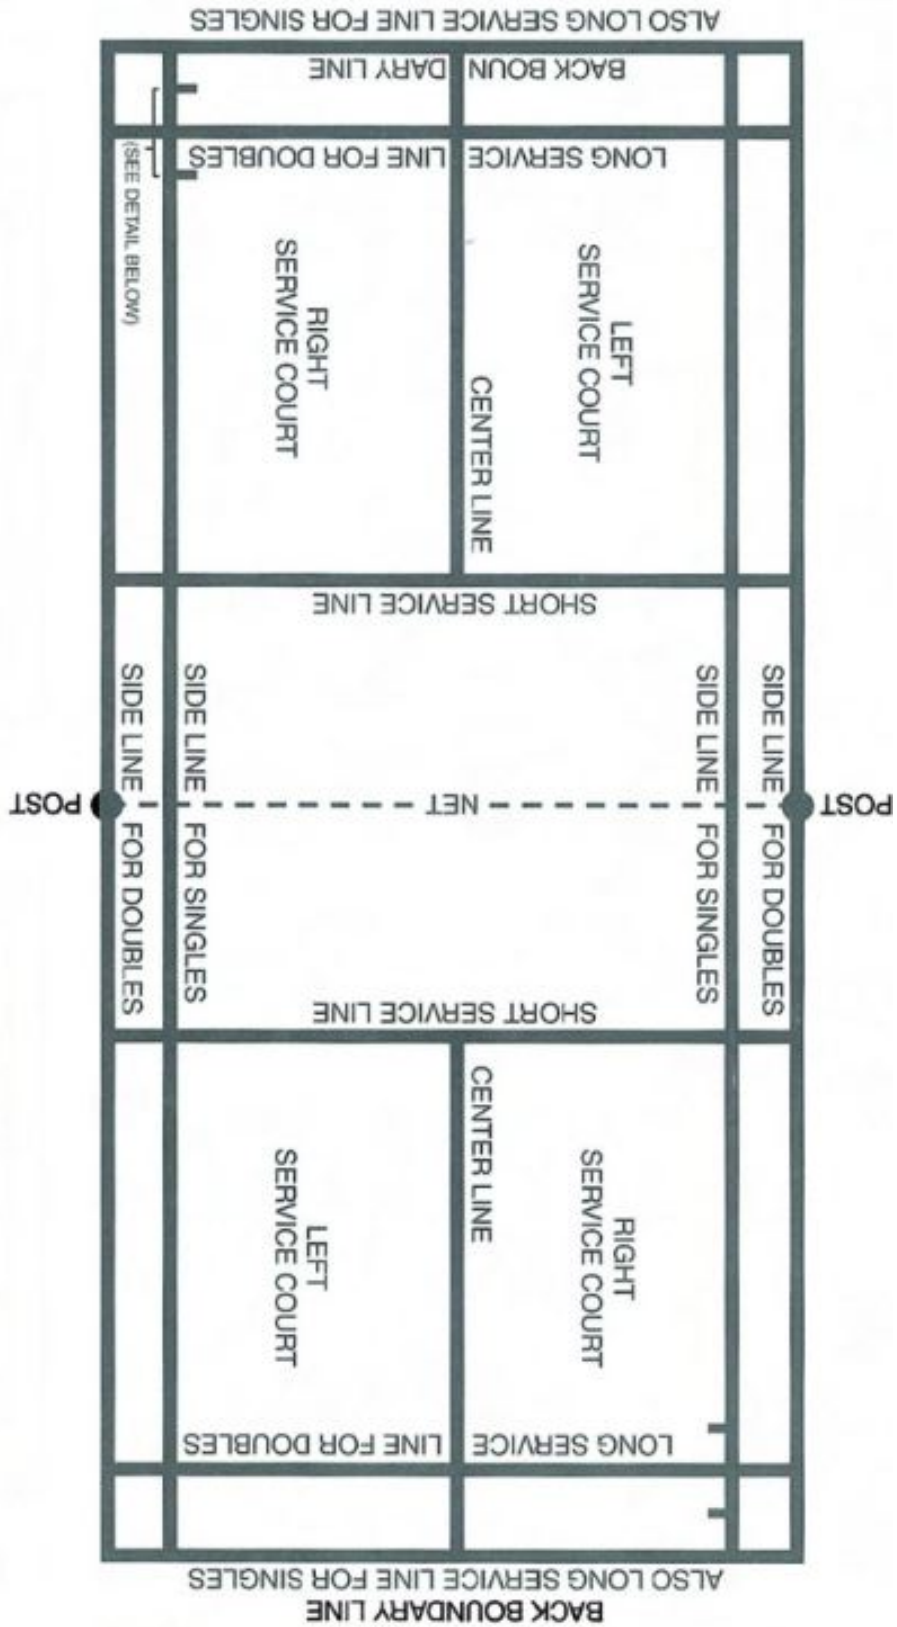 ALSO LONG SERVICE LINE FOR SINGLES
BACK BOUN DARY LINE
LONG SERVICE LINE FOR DOUBLES
(SEE DETAIL BELOW)
RIGHT
SERVICE COURT
LEFT
SERVICE COURT
CENTER LINE
SHORT SERVICE LINE
SIDE LINE FOR DOUBLES
SIDE LINE FOR SINGLES
SIDE LINE FOR SINGLES
SIDE LINE FOR DOUBLES
POST
NET
POST
SHORT SERVICE LINE
CENTER LINE
LEFT
SERVICE COURT
RIGHT
SERVICE COURT
LONG SERVICE LINE FOR DOUBLES
ALSO LONG SERVICE LINE FOR SINGLES
BACK BOUNDARY LINE